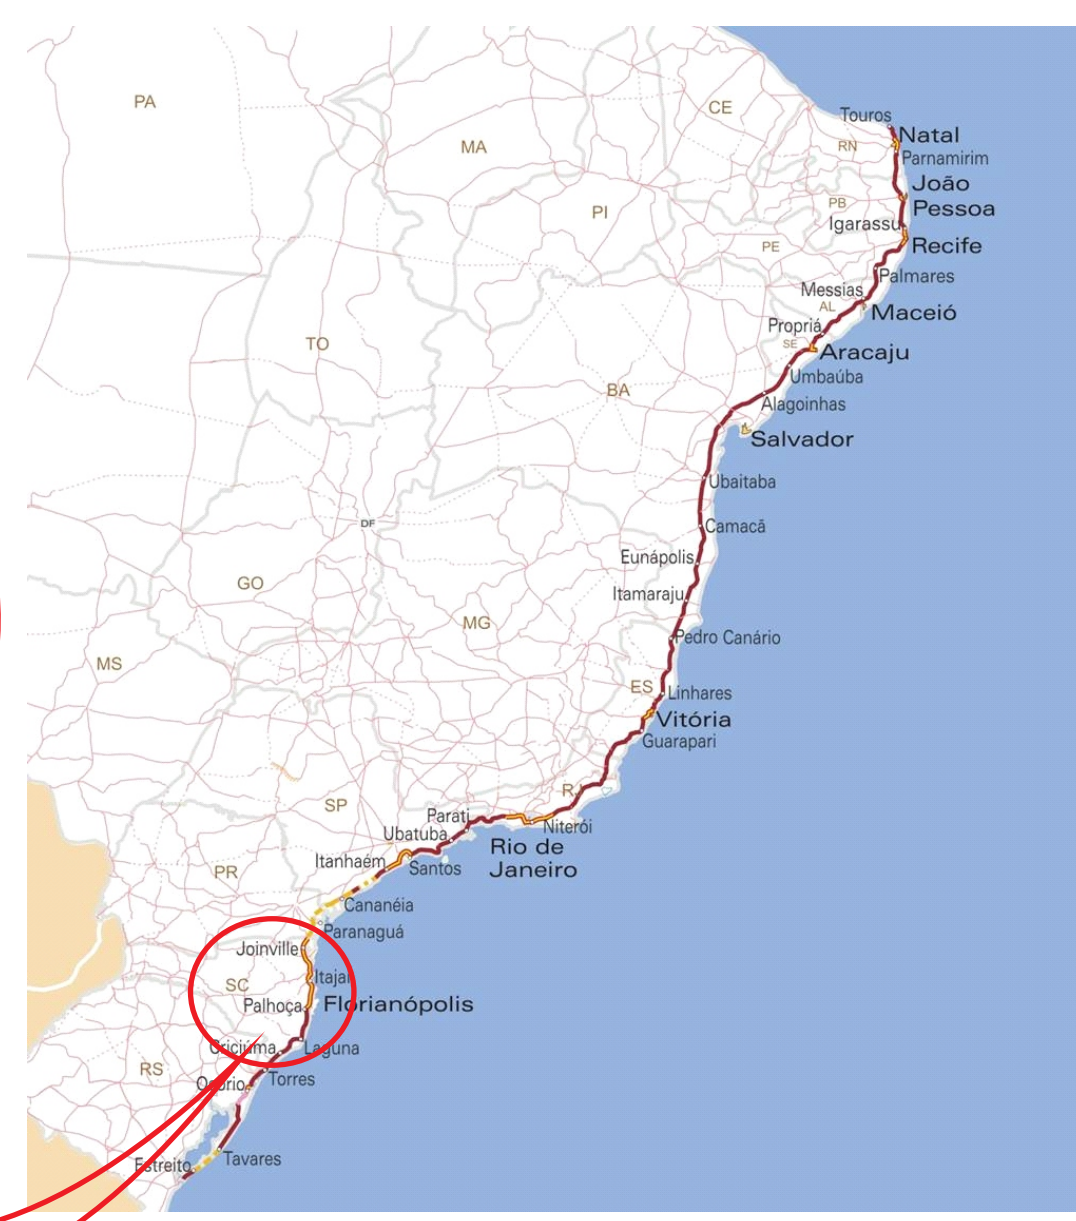 PA
MA
CE
Touros
Natal
RN
Parnamirim
João
Pessoa
PB
PI
Igarassu
PE
Recife
Palmares
Messias
AL
Maceió
Propriá
SE
Aracaju
TO
Umbaúba
BA
Alagoinhas
Salvador
Ubaitaba
DF
Camacã
Eunápolis
GO
Itamaraju
MG
Pedro Canário
MS
ES
Linhares
Vitória
Guarapari
RJ
SP
Parati
Ubatuba
Niterói
Rio de
Janeiro
Itanhaém
Santos
PR
Cananéia
Paranaguá
Joinville
SC
Itajaí
Palhoça
Florianópolis
Criciúma
Laguna
RS
Osório
Torres
Tavares
Estreito